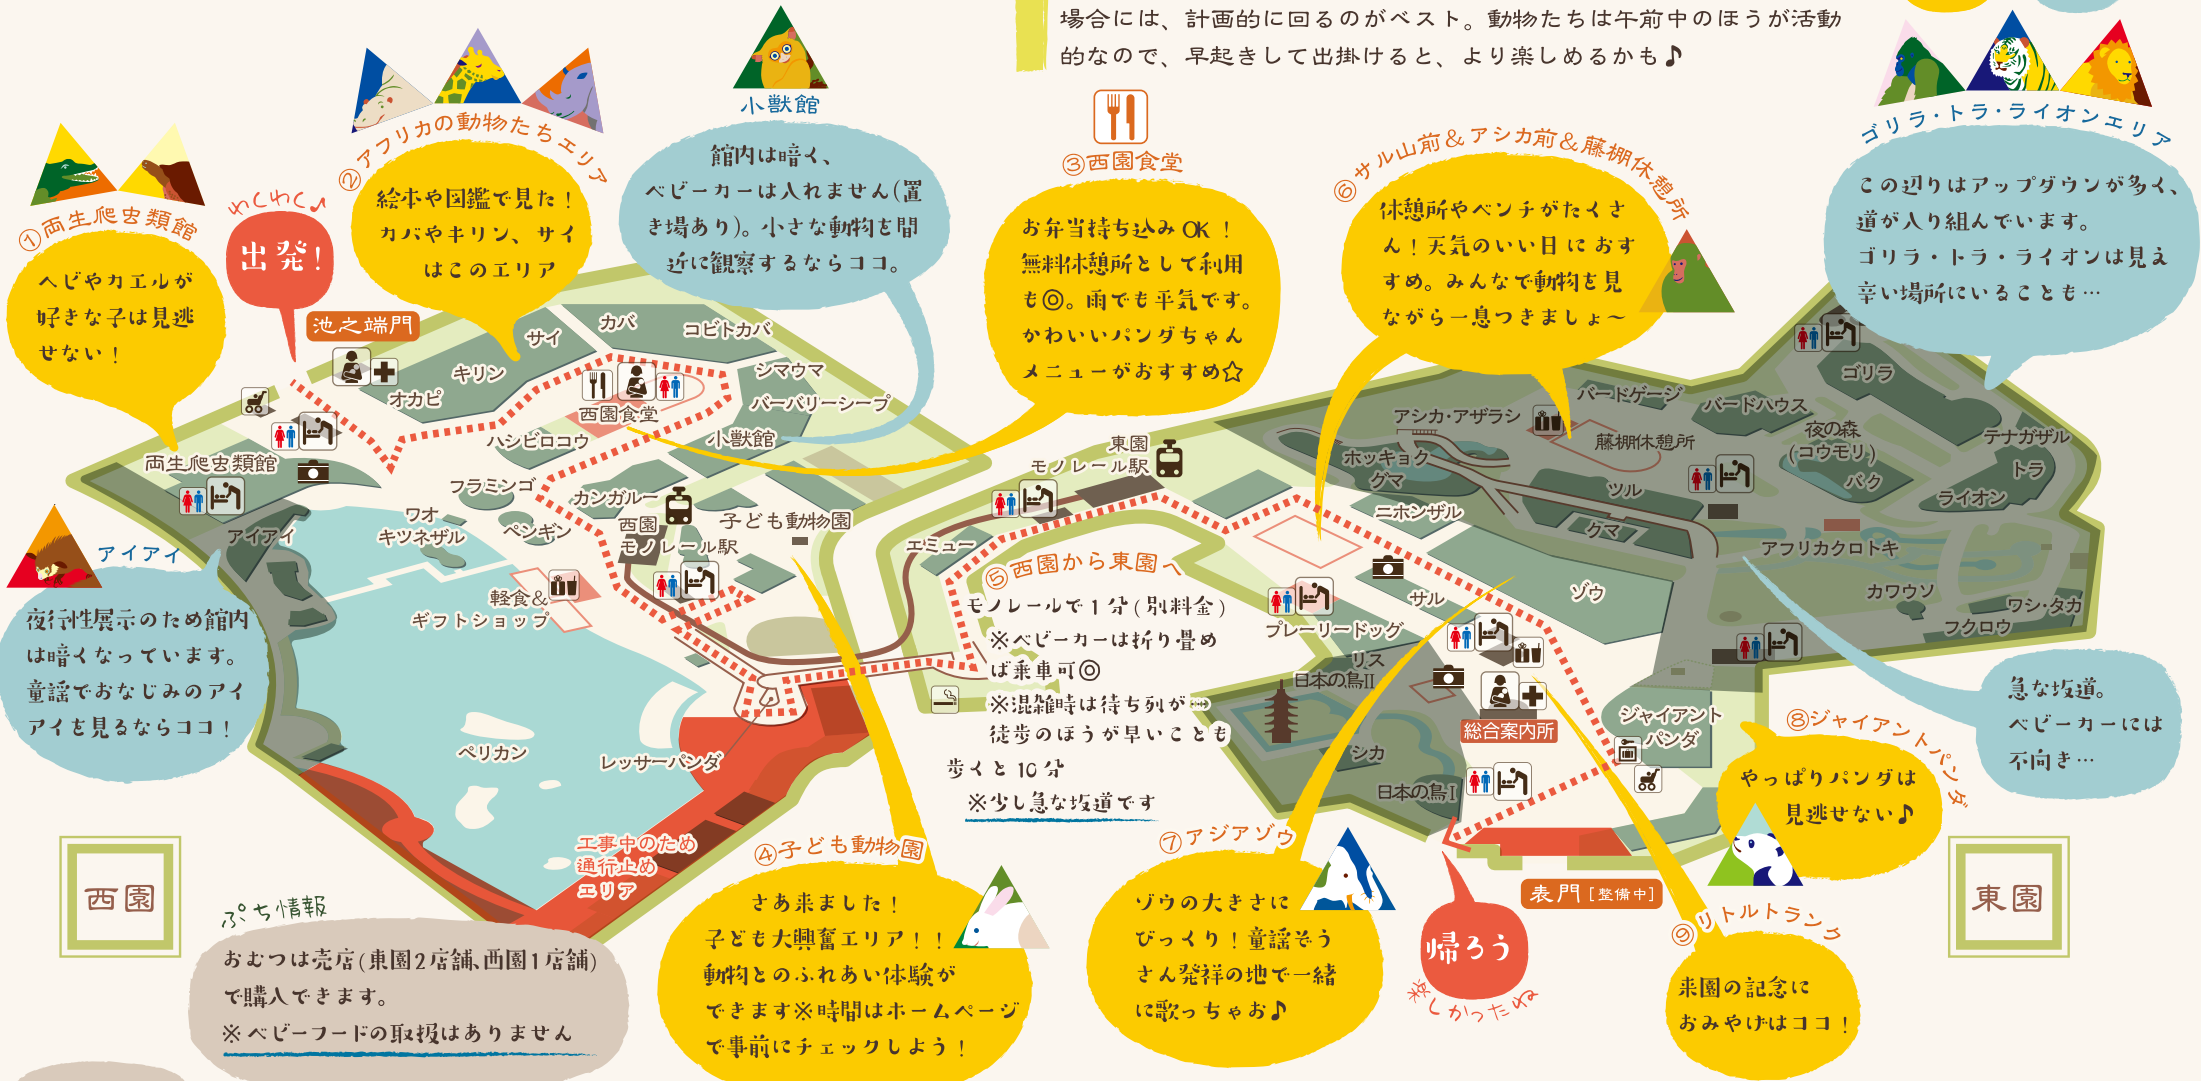 場合には、計画的に回るのがベスト。動物たちは午前中のほうが活動
的なので、早起きして出掛けると、より楽しめるかも♪
①両生爬虫類館
ヘビやカエルが
好きな子は見逃
せない！
わくわく♪
出発！
池之端門
②アフリカの動物たちエリア
絵本や図鑑で見た！
カバやキリン、サイ
はこのエリア
小獣館
館内は暗く、
ベビーカーは入れません(置
き場あり)。小さな動物を間
近に観察するならココ。
③西園食堂
お弁当持ち込みOK！
無料休憩所として利用
も◎。雨でも平気です。
かわいいパンダちゃん
メニューがおすすめ☆
⑥サル山前＆アシカ前＆藤棚休憩所
休憩所やベンチがたくさ
ん！天気のいい日におす
すめ。みんなで動物を見
ながら一息つきましょ〜
ゴリラ・トラ・ライオンエリア
この辺りはアップダウンが多く、
道が入り組んでいます。
ゴリラ・トラ・ライオンは見え
辛い場所にいることも…
サイ
カバ
コビトカバ
キリン
オカピ
シマウマ
バーバリーシープ
西園食堂
ハシビロコウ
小獣館
両生爬虫類館
フラミンゴ
カンガルー
ワオ
キツネザル
ペンギン
西園
モノレール駅
子ども動物園
アイアイ
軽食＆
ギフトショップ
ペリカン
レッサーパンダ
工事中のため
通行止め
エリア
東園
モノレール駅
エミュー
アシカ・アザラシ
ホッキョク
グマ
バードゲージ
バードハウス
藤棚休憩所
ゴリラ
夜の森
(コウモリ)
バク
テナガザル
トラ
ライオン
ツル
クマ
ニホンザル
アフリカクロトキ
カワウソ
ワシ・タカ
フクロウ
ゾウ
サル
プレーリードッグ
リス
日本の鳥II
シカ
日本の鳥I
総合案内所
ジャイアント
パンダ
アイアイ
夜行性展示のため館内
は暗くなっています。
童謡でおなじみのアイ
アイを見るならココ！
⑤西園から東園へ
モノレールで1分(別料金)
※ベビーカーは折り畳め
ば乗車可◎
※混雑時は待ち列が…
徒歩のほうが早いことも
歩くと10分
※少し急な坂道です
急な坂道。
ベビーカーには
不向き…
⑧ジャイアントパンダ
やっぱりパンダは
見逃せない♪
西園
ぷち情報
おむつは売店(東園2店舗、西園1店舗)
で購入できます。
※ベビーフードの取扱はありません
④子ども動物園
さあ来ました！
子ども大興奮エリア！！
動物とのふれあい体験が
できます※時間はホームページ
で事前にチェックしよう！
⑦アジアゾウ
ゾウの大きさに
びっくり！童謡ぞう
さん発祥の地で一緒
に歌っちゃお♪
表門[整備中]
帰ろう
楽しかったね
⑨リトルトランク
来園の記念に
おみやげはココ！
東園